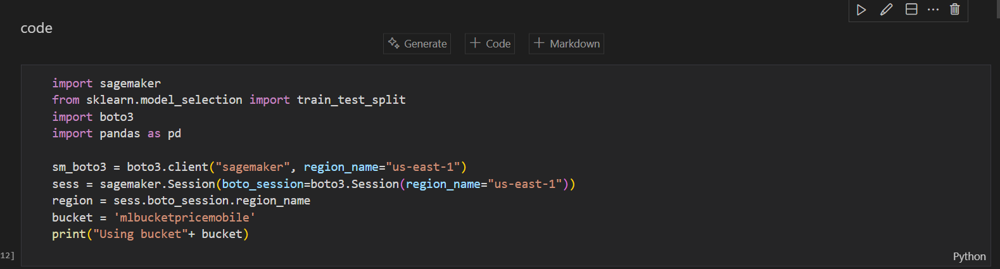 code
Generate
Code
Markdown
import sagemaker
from sklearn.model_selection import train_test_split
import boto3
import pandas as pd
sm_boto3 = boto3.client("sagemaker", region_name="us-east-1")
sess = sagemaker.Session(boto_session=boto3.Session(region_name="us-east-1"))
region = sess.boto_session.region_name
bucket = 'mlbucketpricemobile'
print("Using bucket"+ bucket)
12]
Python